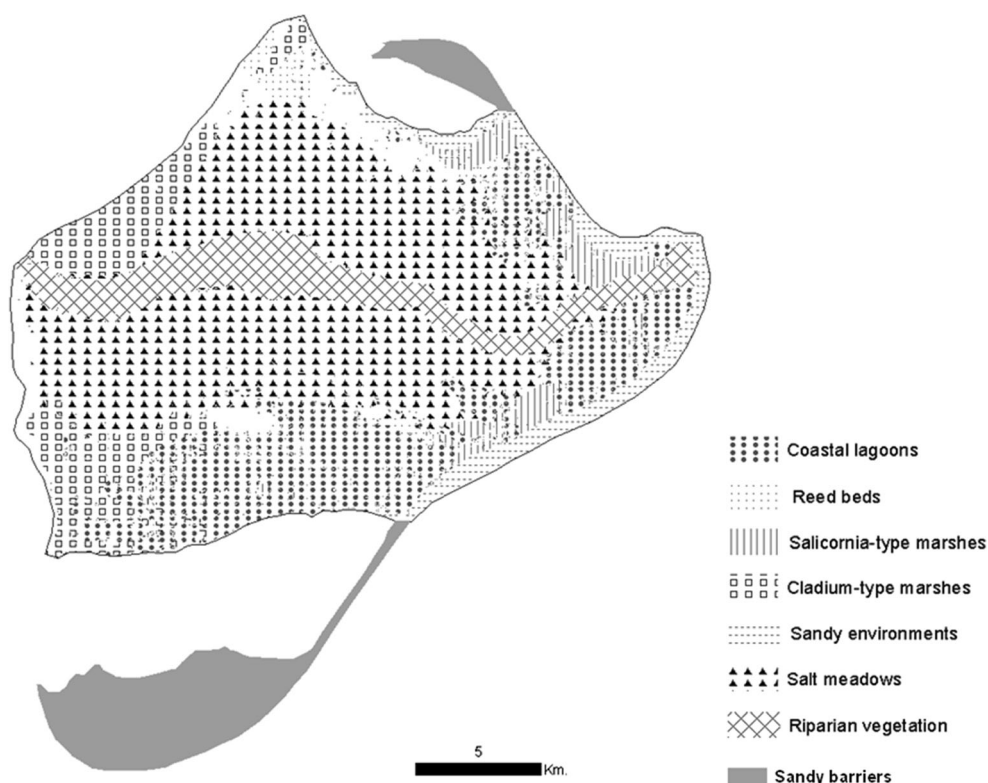 Coastal lagoons
Reed beds
Salicornia-type marshes
Cladium-type marshes
Sandy environments
Salt meadows
Riparian vegetation
5
Km.
Sandy barriers